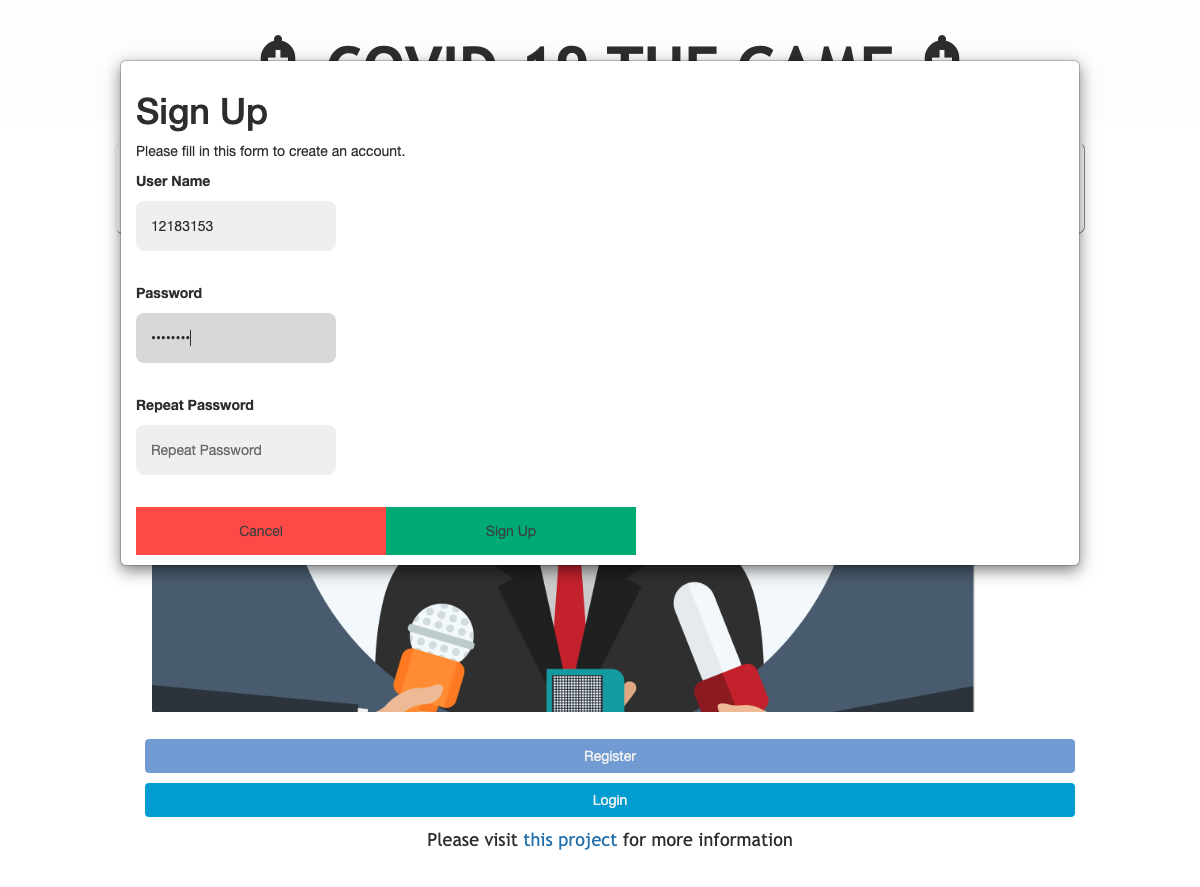 COVID-19 THE GAME
Sign Up
Please fill in this form to create an account.
User Name
12183153
Password
••••••••
Repeat Password
Repeat Password
Cancel
Sign Up
Register
Login
Please visit this project for more information